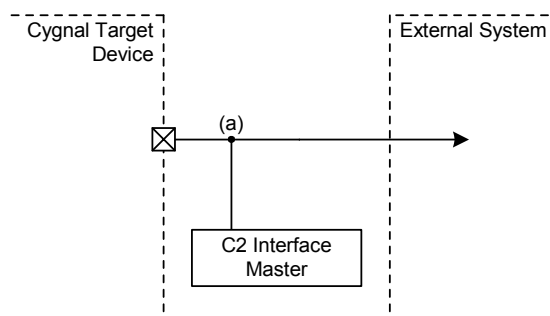 Cygnal Target
Device
External System
(a)
C2 Interface
Master